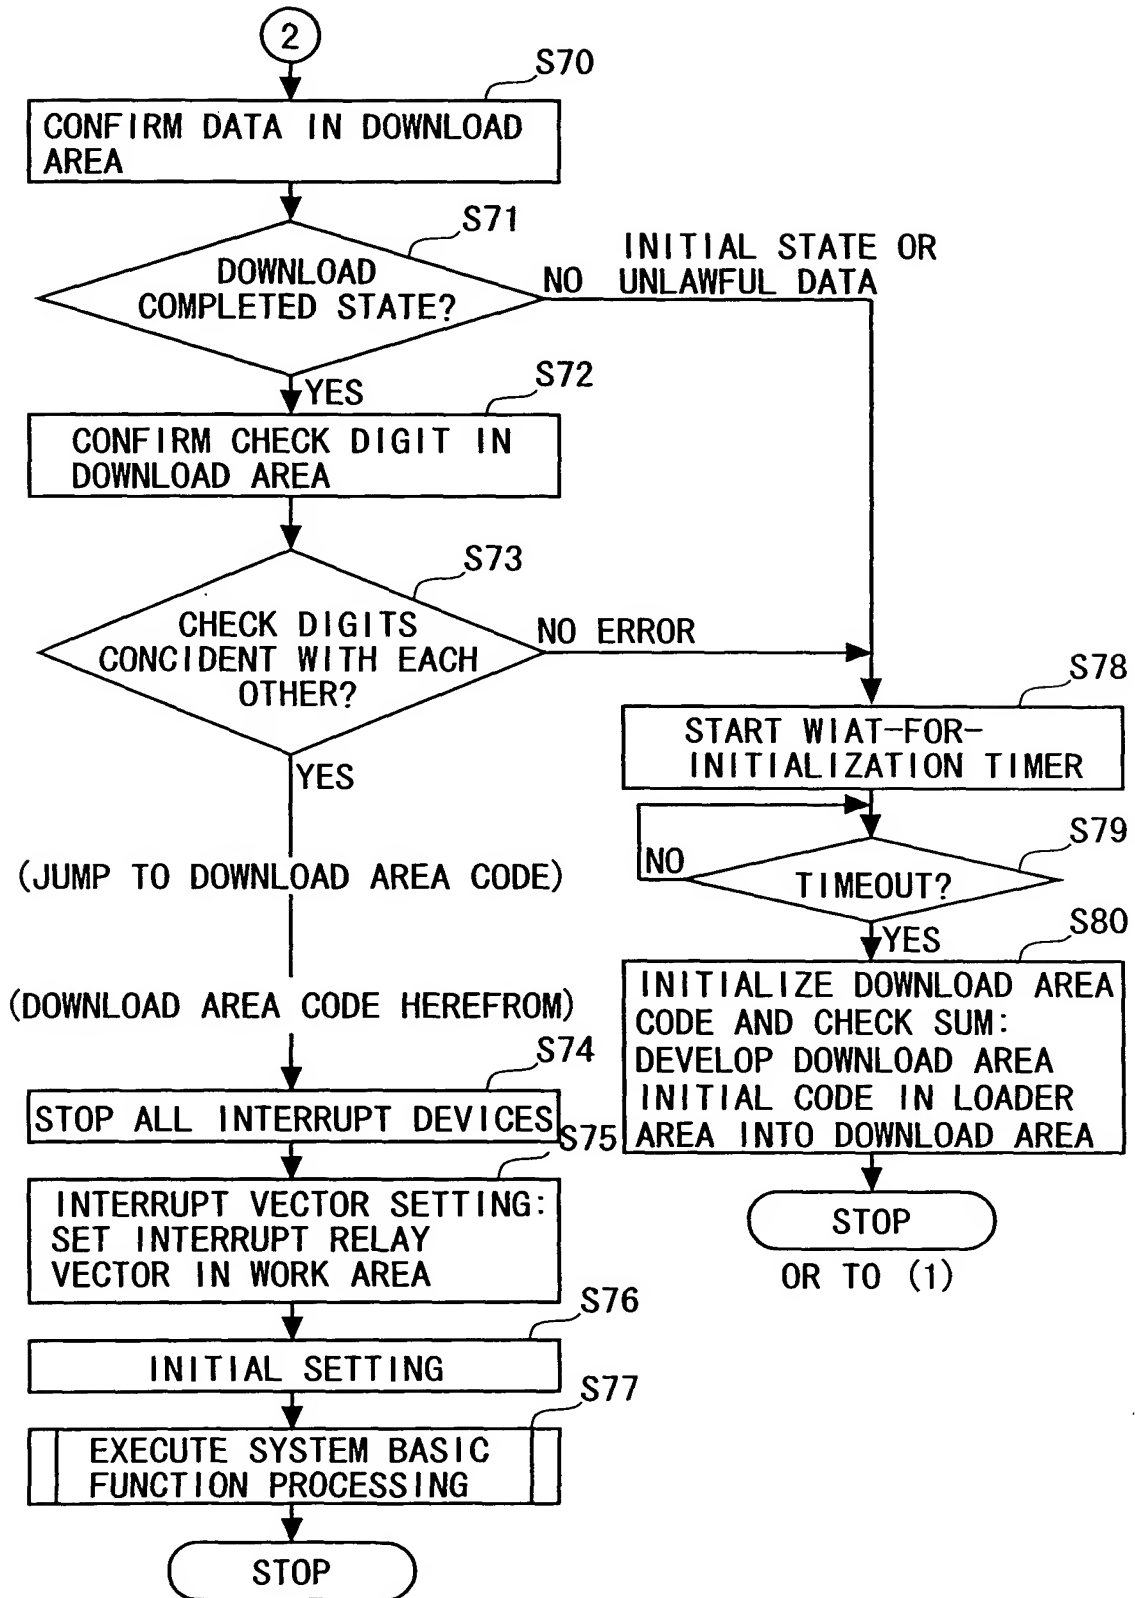 2
S70
CONFIRM DATA IN DOWNLOAD
AREA
S71
DOWNLOAD
COMPLETED STATE?
NO
INITIAL STATE OR
UNLAWFUL DATA
YES
S72
CONFIRM CHECK DIGIT IN
DOWNLOAD AREA
S73
CHECK DIGITS
CONCIDENT WITH EACH
OTHER?
NO ERROR
YES
(JUMP TO DOWNLOAD AREA CODE)
(DOWNLOAD AREA CODE HEREFROM)
S74
STOP ALL INTERRUPT DEVICES
S75
INTERRUPT VECTOR SETTING:
SET INTERRUPT RELAY
VECTOR IN WORK AREA
S76
INITIAL SETTING
S77
EXECUTE SYSTEM BASIC
FUNCTION PROCESSING
STOP
S78
START WIAT-FOR-
INITIALIZATION TIMER
S79
NO
TIMEOUT?
YES
S80
INITIALIZE DOWNLOAD AREA
CODE AND CHECK SUM:
DEVELOP DOWNLOAD AREA
INITIAL CODE IN LOADER
AREA INTO DOWNLOAD AREA
STOP
OR TO (1)